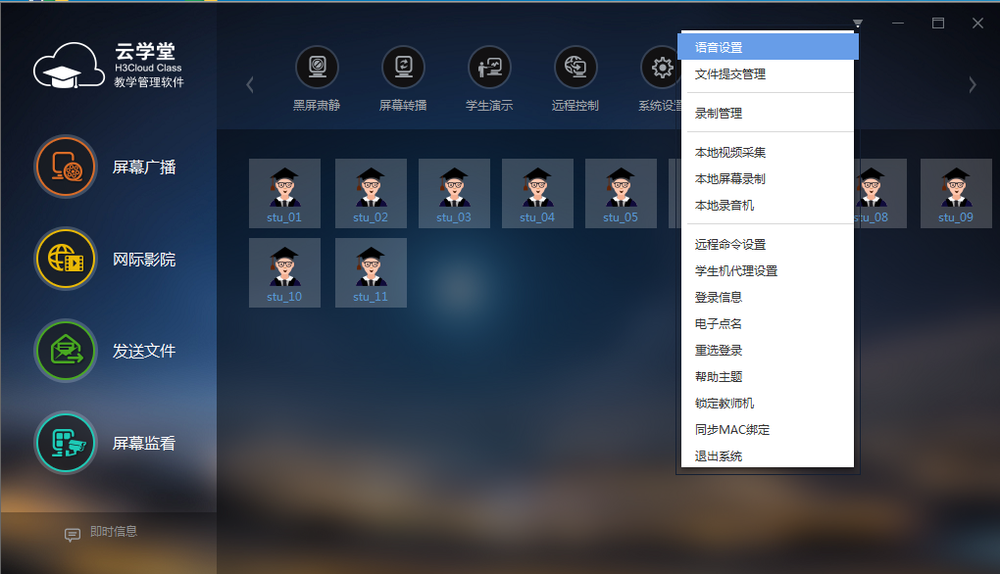 云学堂
H3Cloud Class
教学管理软件
屏幕广播
网际影院
发送文件
屏幕监看
即时信息
黑屏肃静
屏幕转播
学生演示
远程控制
系统设置
stu_01
stu_02
stu_03
stu_04
stu_05
stu_08
stu_09
stu_10
stu_11
语音设置
文件提交管理
录制管理
本地视频采集
本地屏幕录制
本地录音机
远程命令设置
学生机代理设置
登录信息
电子点名
重选登录
帮助主题
锁定教师机
同步MAC绑定
退出系统